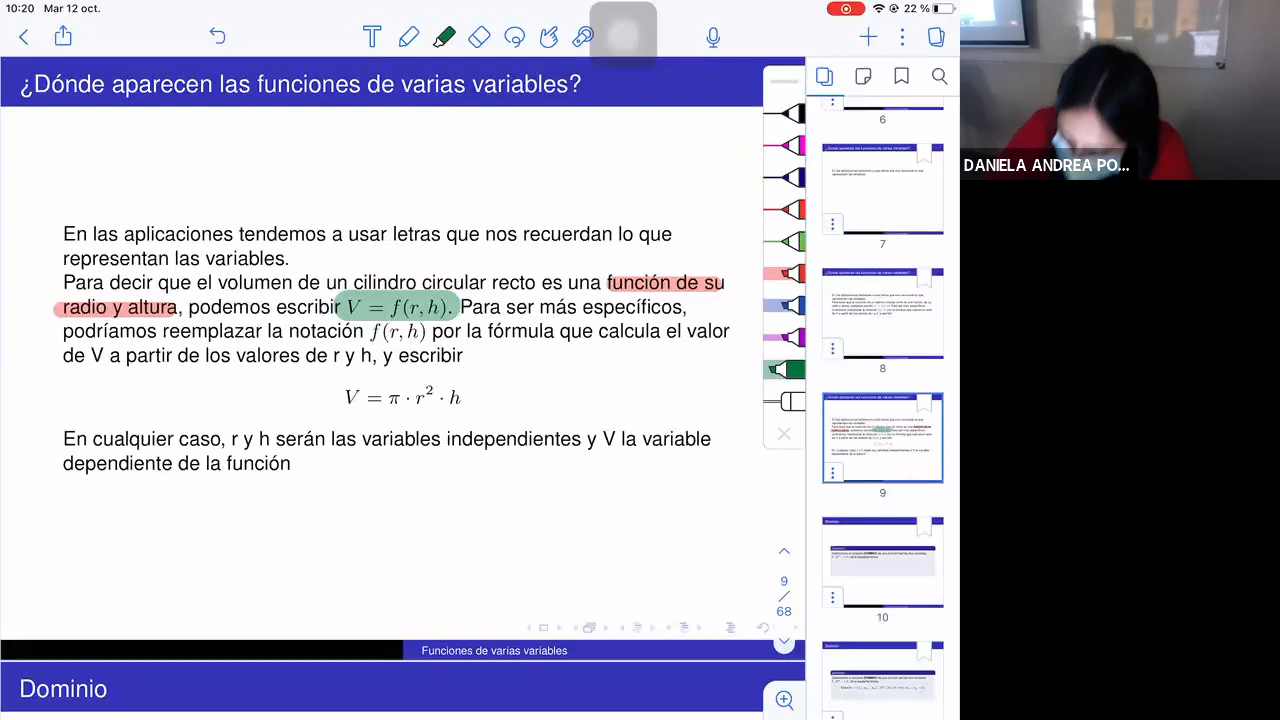 10:20 Mar 12 oct.
22 %
¿Dónde aparecen las funciones de varias variables?
En las aplicaciones tendemos a usar letras que nos recuerdan lo que
representan las variables.
Para decir que el volumen de un cilindro circular recto es una función de su
radio y altura, podemos escribir V = f(r, h) Para ser más específicos,
podríamos remplazar la notación f(r, h) por la fórmula que calcula el valor
de V a partir de los valores de r y h, y escribir
V = π · r² · h
En cualquier caso, r y h serán las variables independientes y V la variable
dependiente de la función
9
/
68
Funciones de varias variables
Dominio
6
7
8
9
10
DANIELA ANDREA PO...